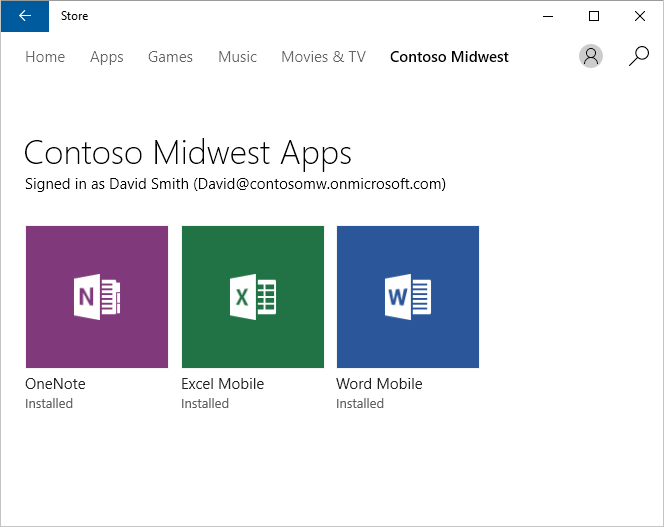 Store
Home Apps Games Music Movies & TV Contoso Midwest
Contoso Midwest Apps
Signed in as David Smith (David@contosomw.onmicrosoft.com)
N X W
OneNote Excel Mobile Word Mobile
Installed Installed Installed